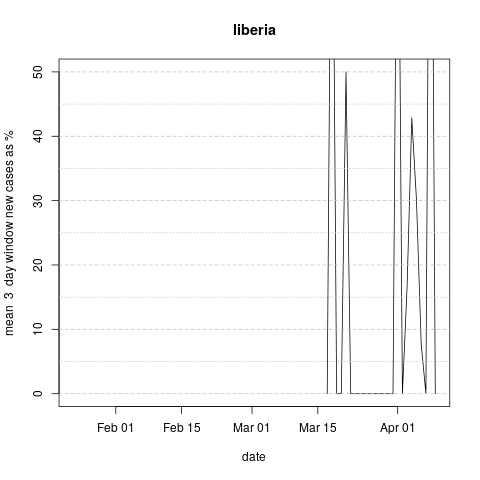 liberia
mean  3  day window new cases as %
50
40
30
20
10
0
Feb 01
Feb 15
Mar 01
Mar 15
Apr 01
date